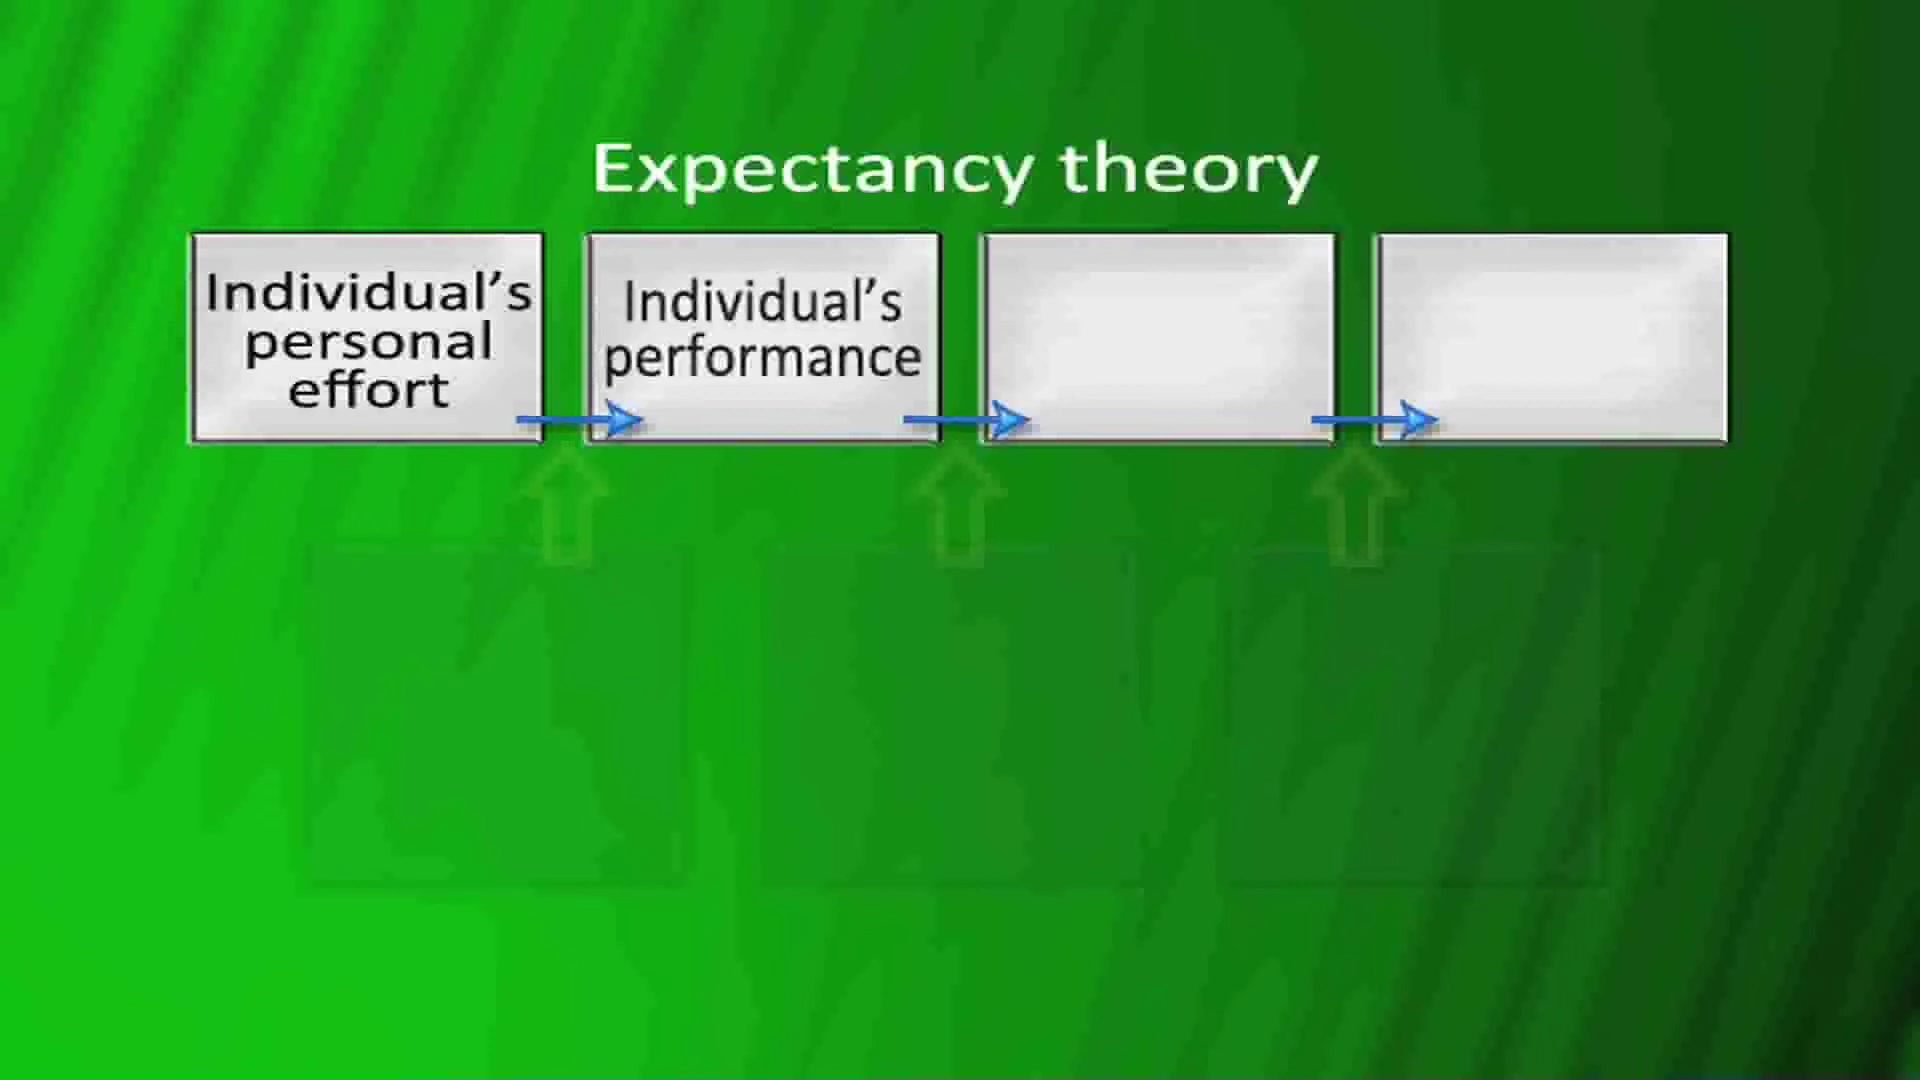 Expectancy theory
Individual’s
personal
effort
Individual’s
performance